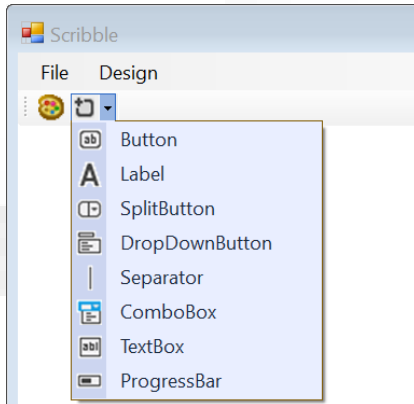 Scribble
File Design
Button
Label
SplitButton
DropDownButton
Separator
ComboBox
TextBox
ProgressBar